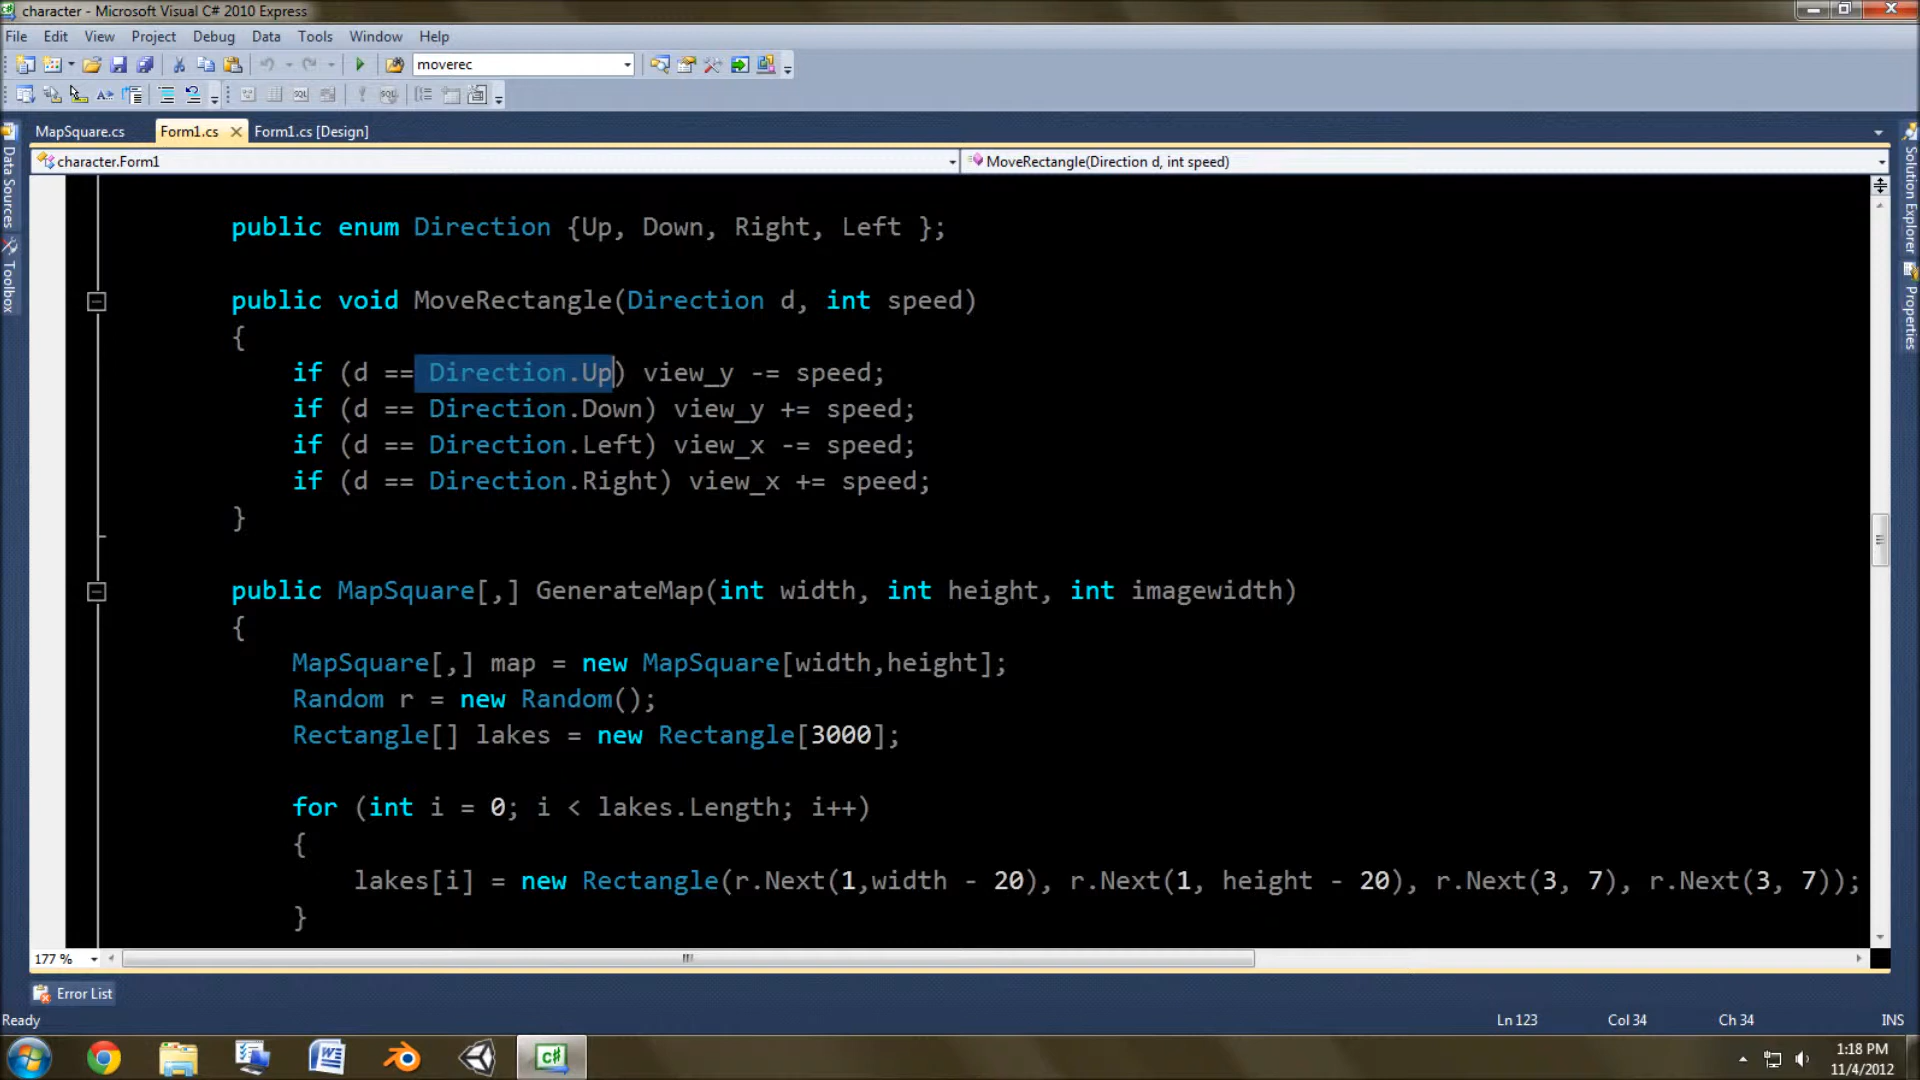 character - Microsoft Visual C# 2010 Express
File Edit View Project Debug Data Tools Window Help
moverec
MapSquare.cs Form1.cs Form1.cs [Design]
character.Form1 MoveRectangle(Direction d, int speed)
Data Sources
Toolbox
Solution Explorer
Properties
public enum Direction {Up, Down, Right, Left };
public void MoveRectangle(Direction d, int speed)
{
if (d == Direction.Up) view_y -= speed;
if (d == Direction.Down) view_y += speed;
if (d == Direction.Left) view_x -= speed;
if (d == Direction.Right) view_x += speed;
}
public MapSquare[,] GenerateMap(int width, int height, int imagewidth)
{
MapSquare[,] map = new MapSquare[width,height];
Random r = new Random();
Rectangle[] lakes = new Rectangle[3000];
for (int i = 0; i < lakes.Length; i++)
{
lakes[i] = new Rectangle(r.Next(1,width - 20), r.Next(1, height - 20), r.Next(3, 7), r.Next(3, 7));
}
177 %
Error List
Ready Ln 123 Col 34 Ch 34 INS
1:18 PM
11/4/2012